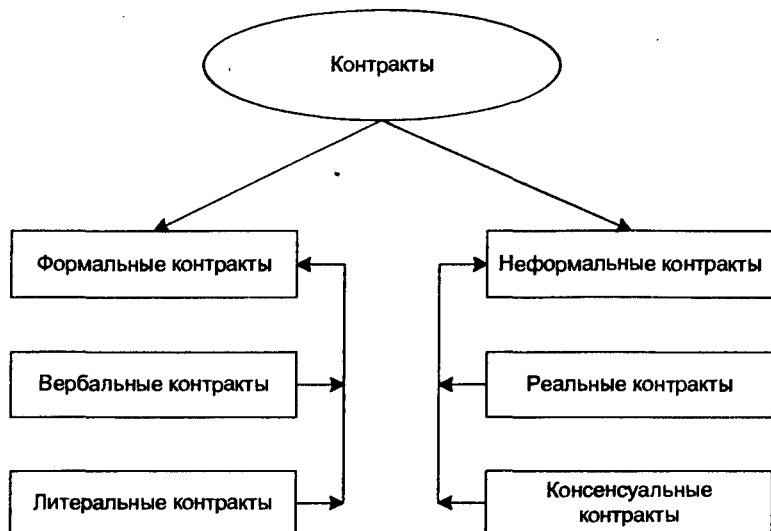 Контракты
Формальные контракты
Неформальные контракты
Вербальные контракты
Реальные контракты
Литеральные контракты
Консенсуальные
контракты